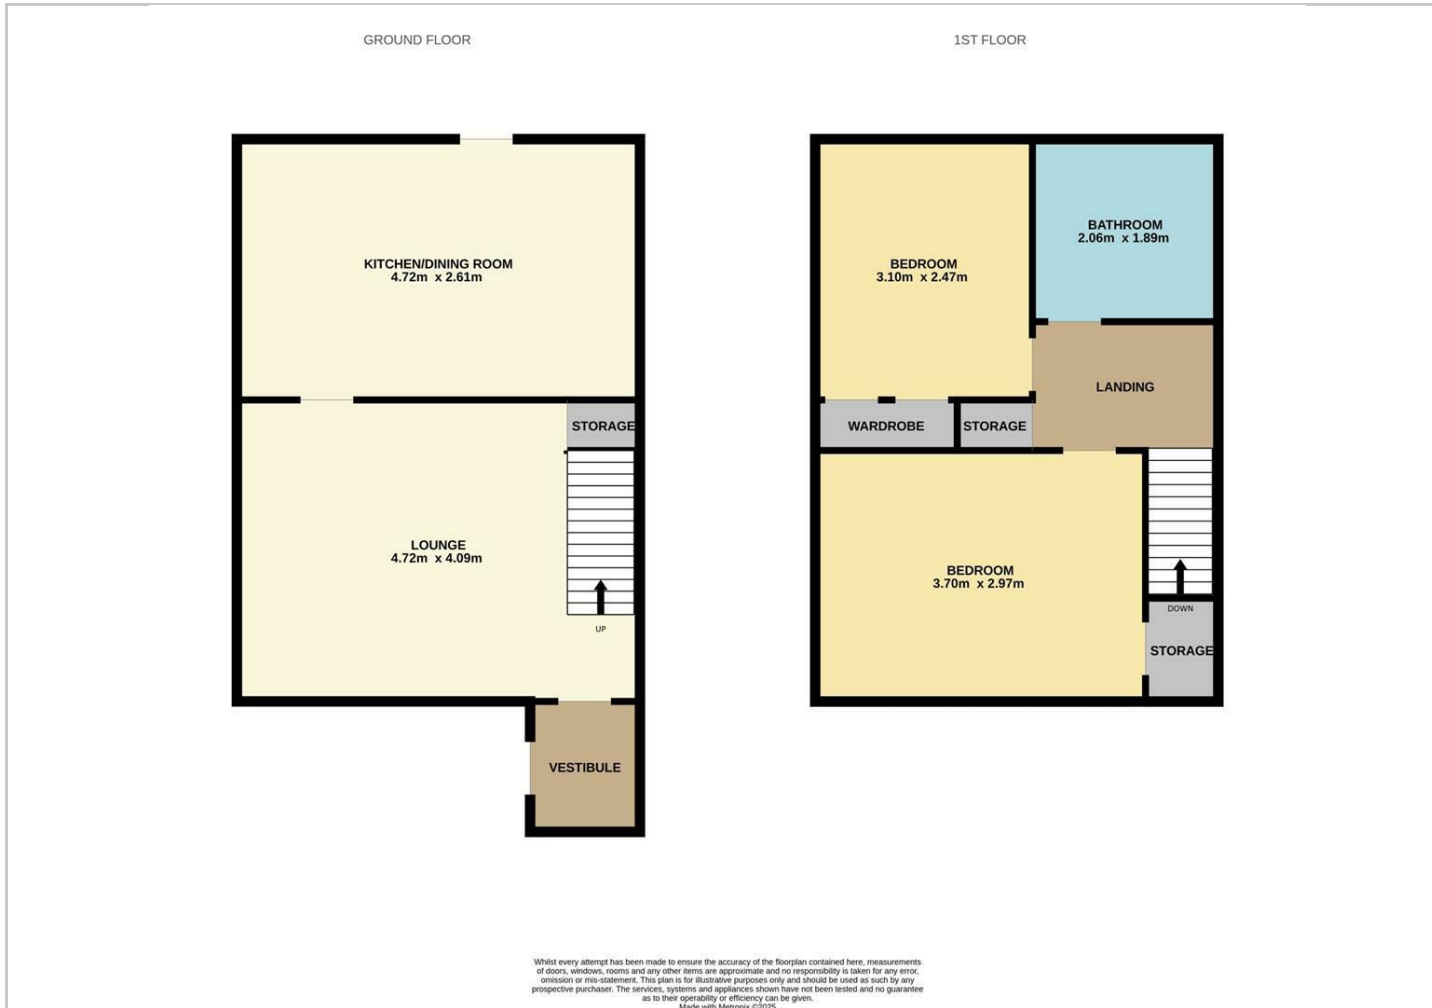 GROUND FLOOR
1ST FLOOR
KITCHEN/DINING ROOM
4.72m x 2.61m
STORAGE
LOUNGE
4.72m x 4.09m
UP
VESTIBULE
BEDROOM
3.10m x 2.47m
BATHROOM
2.06m x 1.89m
LANDING
WARDROBE
STORAGE
BEDROOM
3.70m x 2.97m
DOWN
STORAGE
Whilst every attempt has been made to ensure the accuracy of the floorplan contained here, measurements
of doors, windows, rooms and any other items are approximate and no responsibility is taken for any error,
omission or mis-statement. This plan is for illustrative purposes only and should be used as such by any
prospective purchaser. The services, systems and appliances shown have not been tested and no guarantee
as to their operability or efficiency can be given.
Made with Metropix ©2025